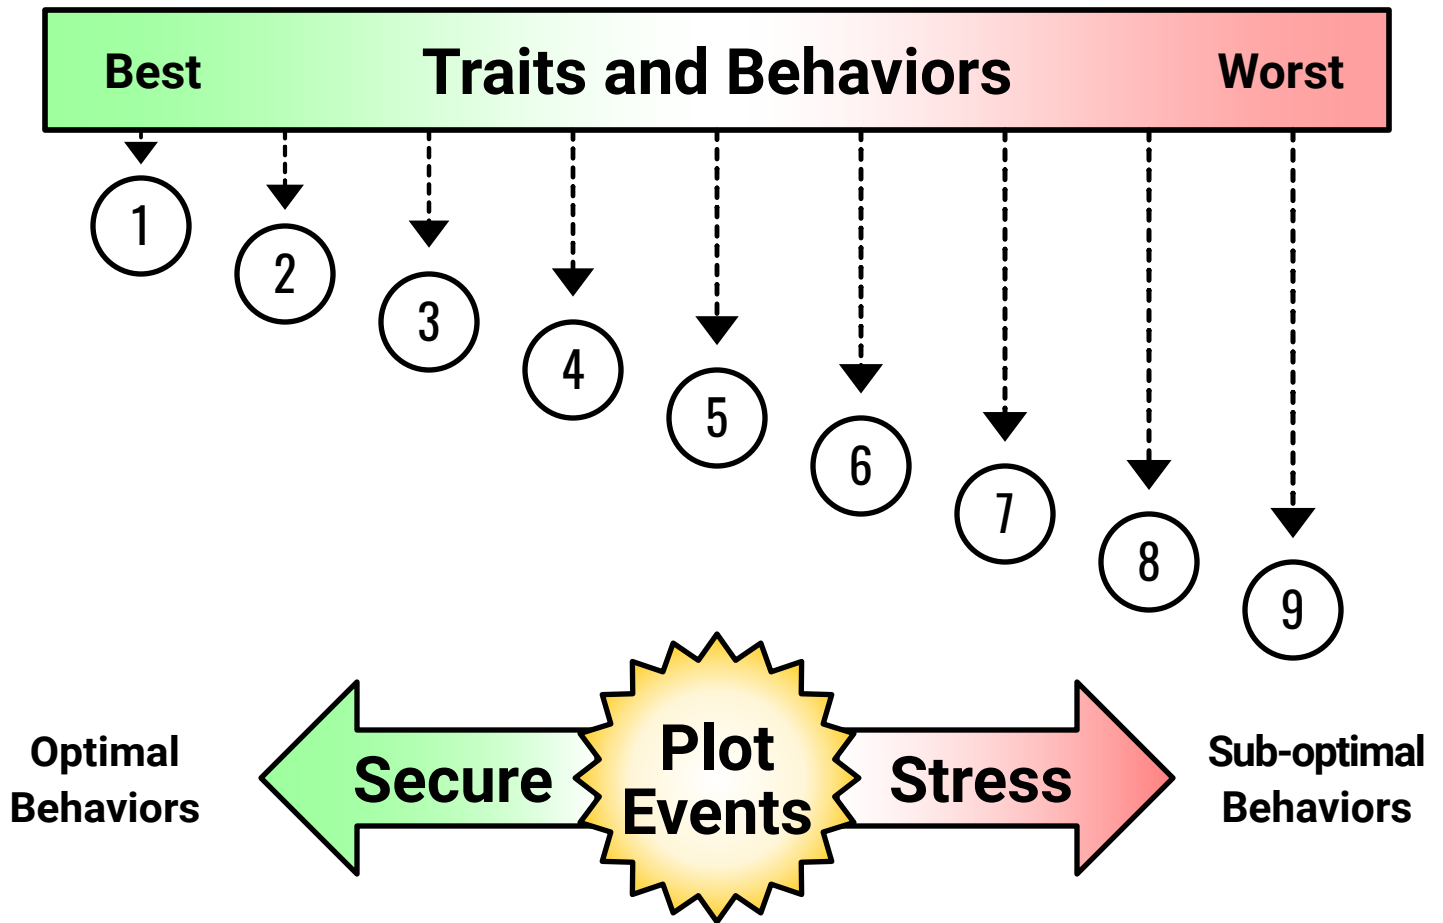 Best Traits and Behaviors Worst
1
2
3
4
5
6
7
8
9
Optimal
Behaviors
Secure
Plot
Events
Stress
Sub-optimal
Behaviors